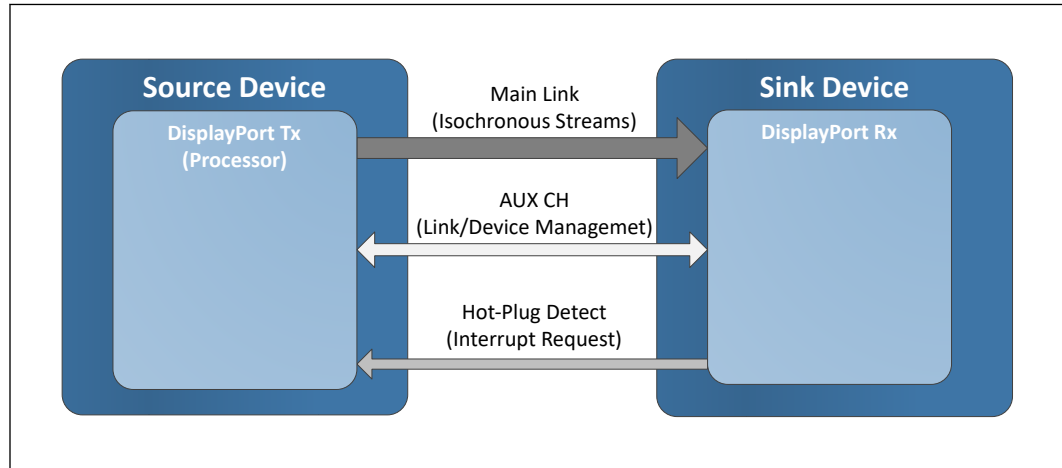 Source Device
DisplayPort Tx
(Processor)
Main Link
(Isochronous Streams)
AUX CH
(Link/Device Managemet)
Hot-Plug Detect
(Interrupt Request)
Sink Device
DisplayPort Rx